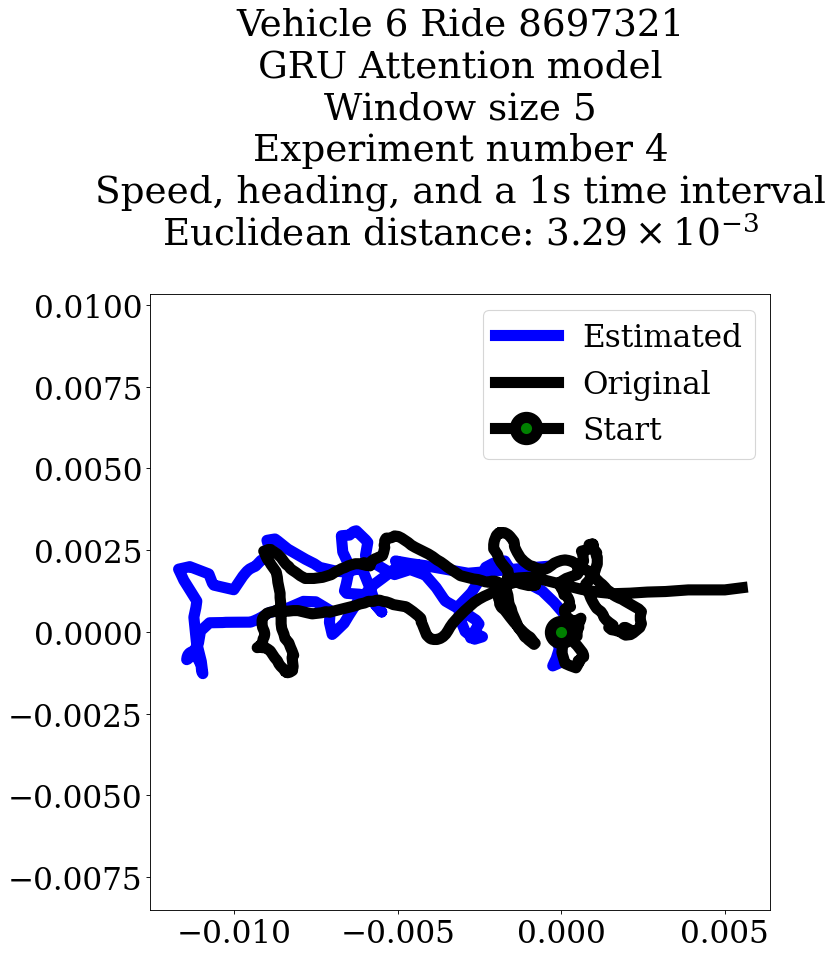 Vehicle 6 Ride 8697321
GRU Attention model
Window size 5
Experiment number 4
Speed, heading, and a 1s time interval
Euclidean distance: 3.29 × 10⁻³
0.0100
0.0075
0.0050
0.0025
0.0000
−0.0025
−0.0050
−0.0075
Estimated
Original
Start
−0.010 −0.005 0.000 0.005